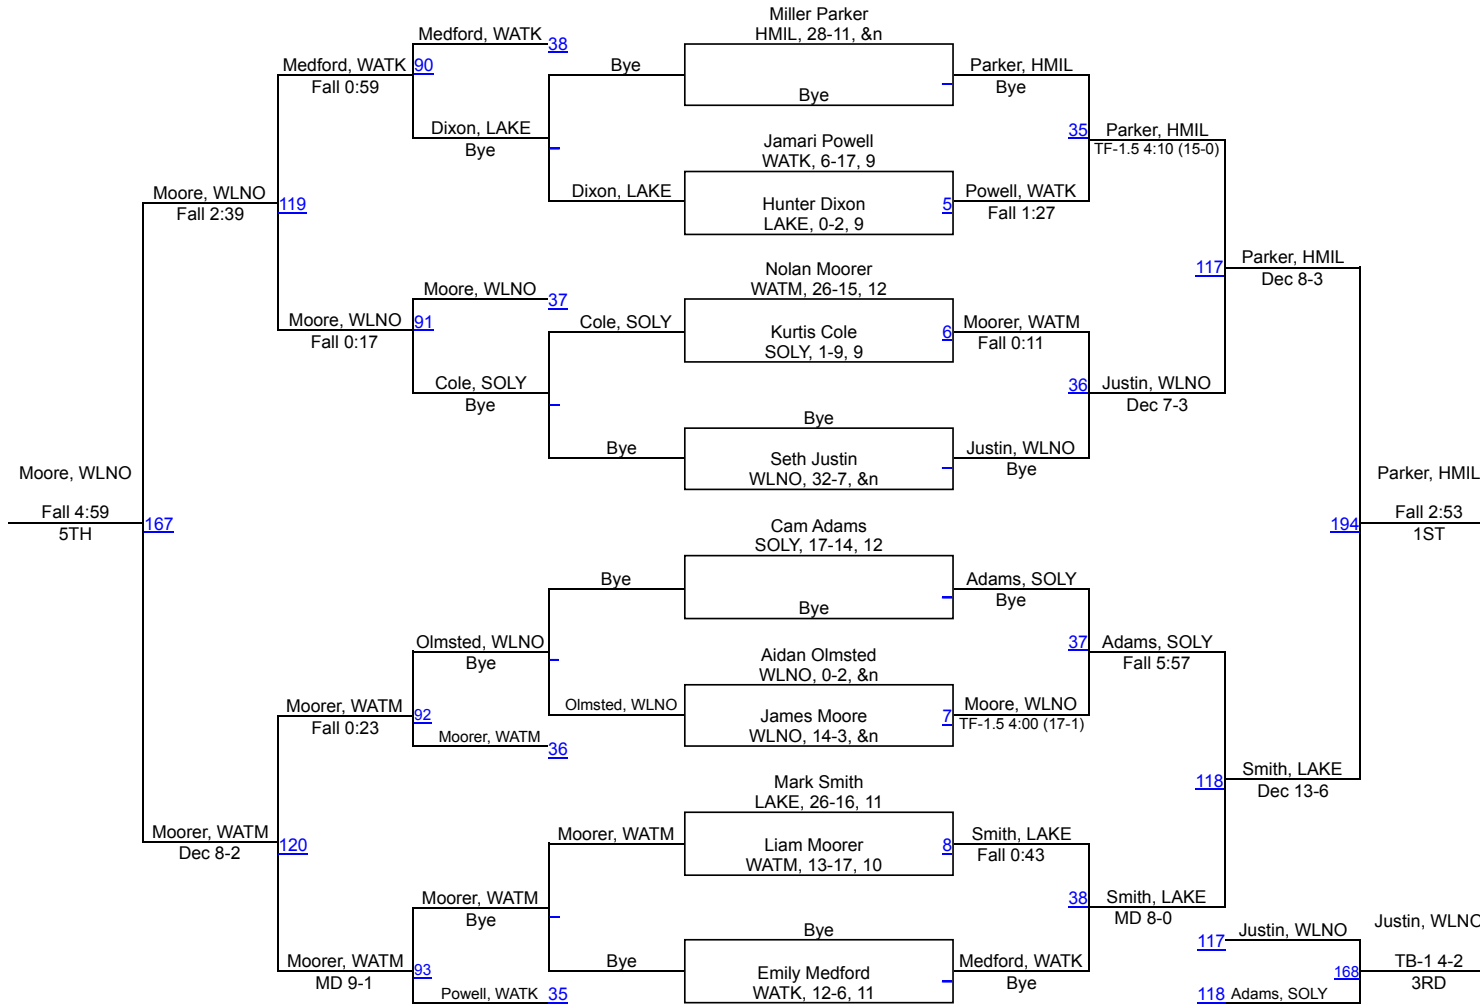 Miller Parker
HMIL, 28-11, &n
Bye
Jamari Powell
WATK, 6-17, 9
Hunter Dixon
LAKE, 0-2, 9
5
Nolan Moorer
WATM, 26-15, 12
Kurtis Cole
SOLY, 1-9, 9
6
Bye
Seth Justin
WLNO, 32-7, &n
Cam Adams
SOLY, 17-14, 12
Bye
Aidan Olmsted
WLNO, 0-2, &n
James Moore
WLNO, 14-3, &n
7
Mark Smith
LAKE, 26-16, 11
Liam Moorer
WATM, 13-17, 10
8
Bye
Emily Medford
WATK, 12-6, 11
Parker, HMIL
Bye
Powell, WATK
Fall 1:27
Moorer, WATM
Fall 0:11
Justin, WLNO
Bye
Adams, SOLY
Bye
Moore, WLNO
TF-1.5 4:00 (17-1)
Smith, LAKE
Fall 0:43
Medford, WATK
Bye
35
Parker, HMIL
TF-1.5 4:10 (15-0)
36
Justin, WLNO
Dec 7-3
37
Adams, SOLY
Fall 5:57
38
Smith, LAKE
MD 8-0
117
Parker, HMIL
Dec 8-3
118
Smith, LAKE
Dec 13-6
194
Parker, HMIL
Fall 2:53
1ST
117
Justin, WLNO
118
Adams, SOLY
168
Justin, WLNO
TB-1 4-2
3RD
Bye
Dixon, LAKE
Cole, SOLY
Bye
Bye
Olmsted, WLNO
Moorer, WATM
Bye
Medford, WATK
38
Dixon, LAKE
Bye
Moore, WLNO
37
Cole, SOLY
Bye
Olmsted, WLNO
Bye
Moorer, WATM
36
Moorer, WATM
Bye
Powell, WATK
35
Medford, WATK
90
Fall 0:59
Moore, WLNO
91
Fall 0:17
Moorer, WATM
92
Fall 0:23
Moorer, WATM
93
MD 9-1
Moore, WLNO
119
Fall 2:39
Moorer, WATM
120
Dec 8-2
Moore, WLNO
Fall 4:59
167
5TH